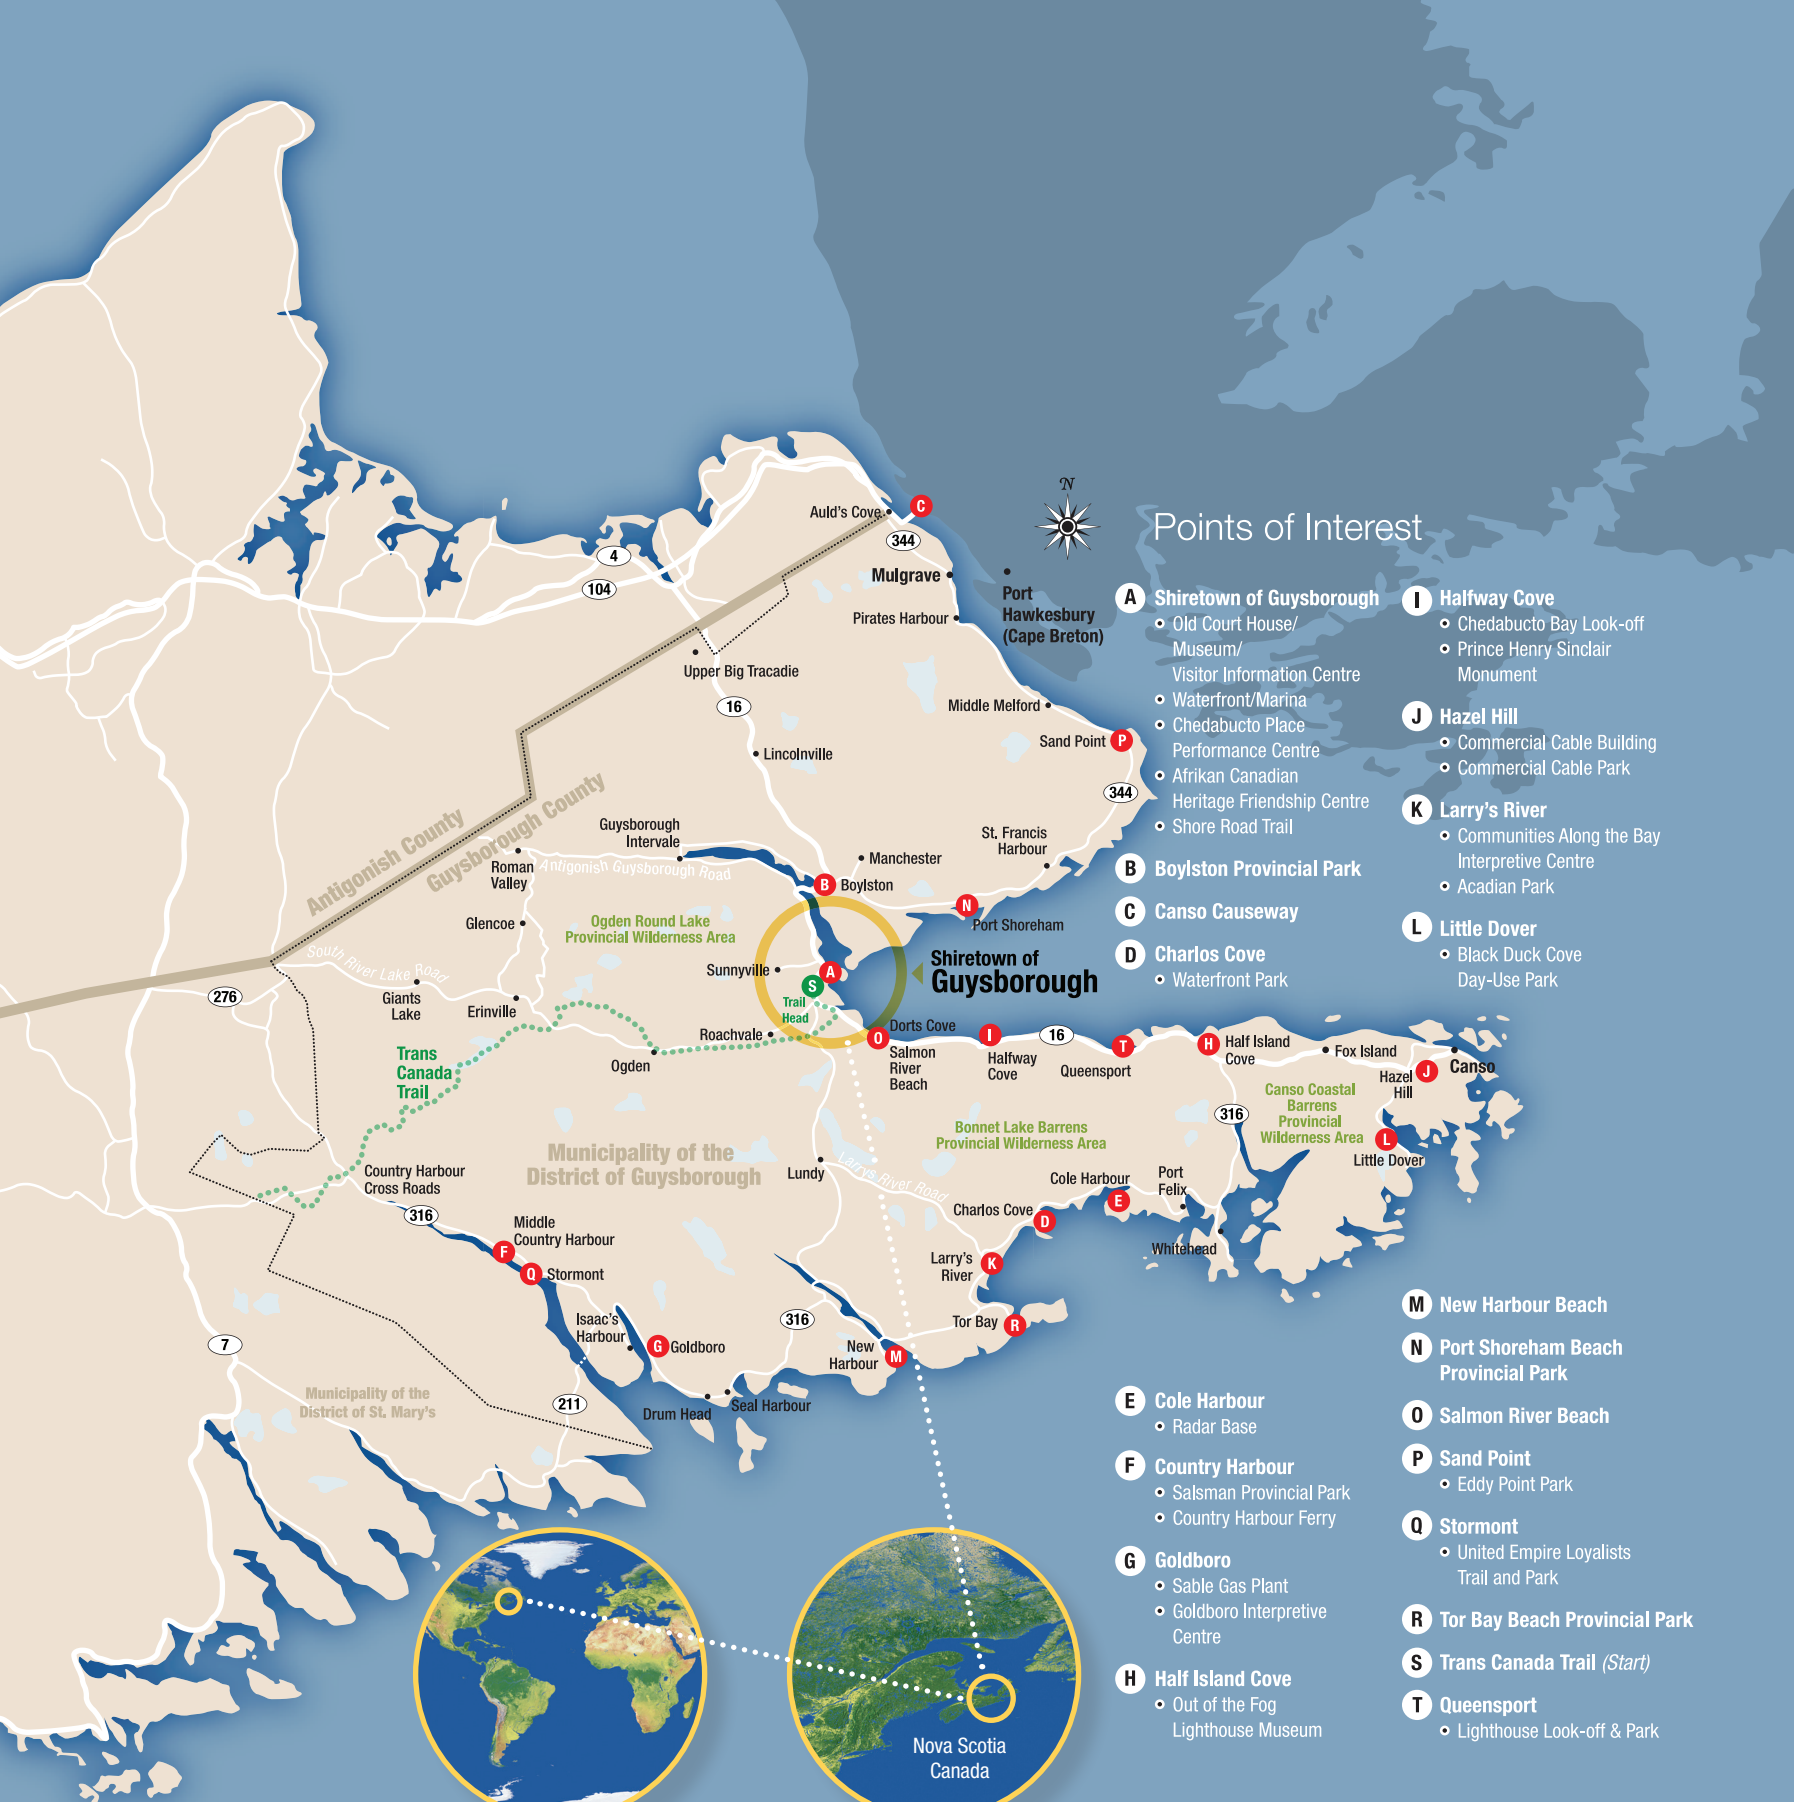 Auld's Cove
C
344
4
104
Mulgrave
Pirates Harbour
N
Port
Hawkesbury
(Cape Breton)
Upper Big Tracadie
16
Middle Melford
Sand Point
P
Lincolnville
344
Antigonish County
Guysborough County
Guysborough
Intervale
St. Francis
Harbour
Roman
Valley
Antigonish Guysborough Road
Manchester
B
Boylston
N
Port Shoreham
Glencoe
Ogden Round Lake
Provincial Wilderness Area
South River Lake Road
Sunnyville
A
S
Trail
Head
Shiretown of
Guysborough
276
Giants
Lake
Erinville
Roachvale
Ogden
Trans
Canada
Trail
O
Dorts Cove
Salmon
River
Beach
I
Halfway
Cove
16
T
Queensport
H
Half Island
Cove
Fox Island
Canso
Hazel
Hill
J
Canso Coastal
Barrens
Provincial
Wilderness Area
316
L
Little Dover
Bonnet Lake Barrens
Provincial Wilderness Area
Municipality of the
District of Guysborough
Lundy
Larrys River Road
Country Harbour
Cross Roads
316
Middle
Country Harbour
F
Q
Stormont
Cole Harbour
E
Port
Felix
Whitehead
Charlos Cove
D
Larry's
River
K
Tor Bay
R
Isaac's
Harbour
G
Goldboro
316
New
Harbour
M
7
211
Drum Head
Seal Harbour
Municipality of the
District of St. Mary's
Nova Scotia
Canada
Points of Interest
A Shiretown of Guysborough
Old Court House/
Museum/
Visitor Information Centre
Waterfront/Marina
Chedabucto Place
Performance Centre
Afrikan Canadian
Heritage Friendship Centre
Shore Road Trail
B Boylston Provincial Park
C Canso Causeway
D Charlos Cove
Waterfront Park
E Cole Harbour
Radar Base
F Country Harbour
Salsman Provincial Park
Country Harbour Ferry
G Goldboro
Sable Gas Plant
Goldboro Interpretive
Centre
H Half Island Cove
Out of the Fog
Lighthouse Museum
I Halfway Cove
Chedabucto Bay Look-off
Prince Henry Sinclair
Monument
J Hazel Hill
Commercial Cable Building
Commercial Cable Park
K Larry's River
Communities Along the Bay
Interpretive Centre
Acadian Park
L Little Dover
Black Duck Cove
Day-Use Park
M New Harbour Beach
N Port Shoreham Beach
Provincial Park
O Salmon River Beach
P Sand Point
Eddy Point Park
Q Stormont
United Empire Loyalists
Trail and Park
R Tor Bay Beach Provincial Park
S Trans Canada Trail (Start)
T Queensport
Lighthouse Look-off & Park